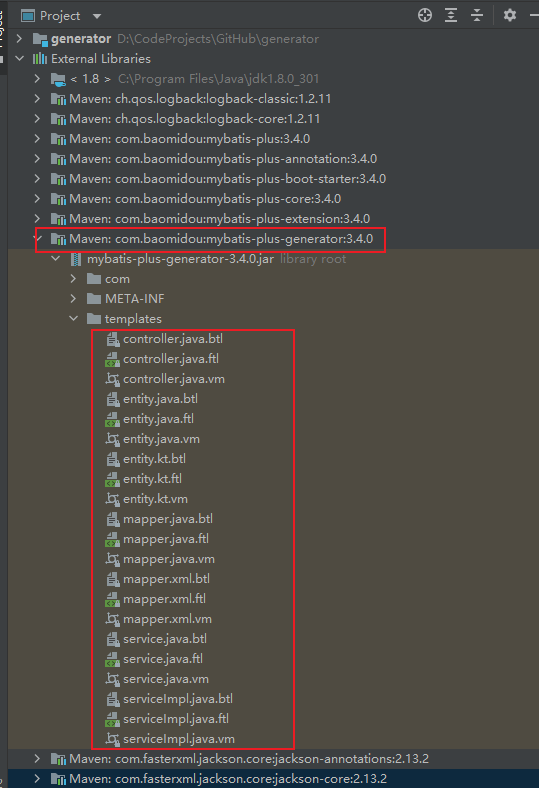 Project
generator D:\CodeProjects\GitHub\generator
External Libraries
< 1.8 > C:\Program Files\Java\jdk1.8.0_301
Maven: ch.qos.logback:logback-classic:1.2.11
Maven: ch.qos.logback:logback-core:1.2.11
Maven: com.baomidou:mybatis-plus:3.4.0
Maven: com.baomidou:mybatis-plus-annotation:3.4.0
Maven: com.baomidou:mybatis-plus-boot-starter:3.4.0
Maven: com.baomidou:mybatis-plus-core:3.4.0
Maven: com.baomidou:mybatis-plus-extension:3.4.0
Maven: com.baomidou:mybatis-plus-generator:3.4.0
mybatis-plus-generator-3.4.0.jar library root
com
META-INF
templates
controller.java.btl
controller.java.ftl
controller.java.vm
entity.java.btl
entity.java.ftl
entity.java.vm
entity.kt.btl
entity.kt.ftl
entity.kt.vm
mapper.java.btl
mapper.java.ftl
mapper.java.vm
mapper.xml.btl
mapper.xml.ftl
mapper.xml.vm
service.java.btl
service.java.ftl
service.java.vm
serviceImpl.java.btl
serviceImpl.java.ftl
serviceImpl.java.vm
Maven: com.fasterxml.jackson.core:jackson-annotations:2.13.2
Maven: com.fasterxml.jackson.core:jackson-core:2.13.2